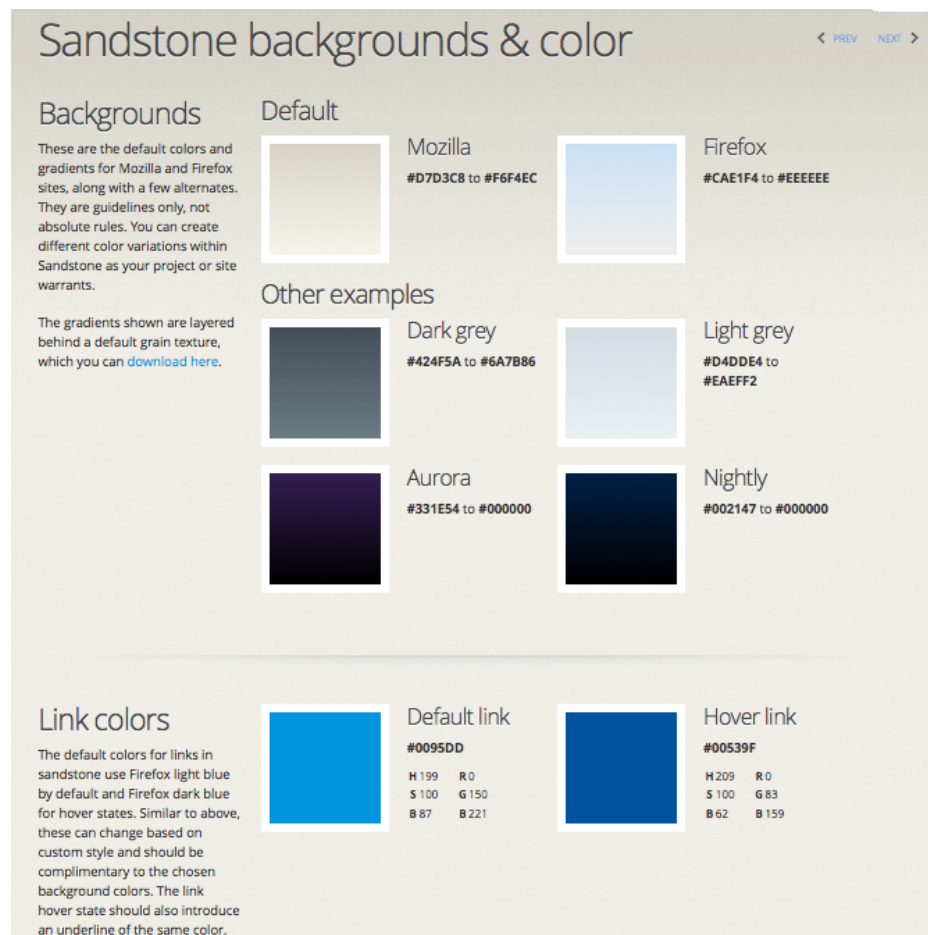 Sandstone backgrounds & color
PREV NEXT
Backgrounds
These are the default colors and
gradients for Mozilla and Firefox
sites, along with a few alternates.
They are guidelines only, not
absolute rules. You can create
different color variations within
Sandstone as your project or site
warrants.
The gradients shown are layered
behind a default grain texture,
which you can download here.
Default
Mozilla
#D7D3C8 to #F6F4EC
Firefox
#CAE1F4 to #EEEEEE
Other examples
Dark grey
#424F5A to #6A7B86
Light grey
#D4DDE4 to
#EAEFF2
Aurora
#331E54 to #000000
Nightly
#002147 to #000000
Link colors
The default colors for links in
sandstone use Firefox light blue
by default and Firefox dark blue
for hover states. Similar to above,
these can change based on
custom style and should be
complimentary to the chosen
background colors. The link
hover state should also introduce
an underline of the same color.
Default link
#0095DD
H 199 R 0
S 100 G 150
B 87 B 221
Hover link
#00539F
H 209 R 0
S 100 G 83
B 62 B 159